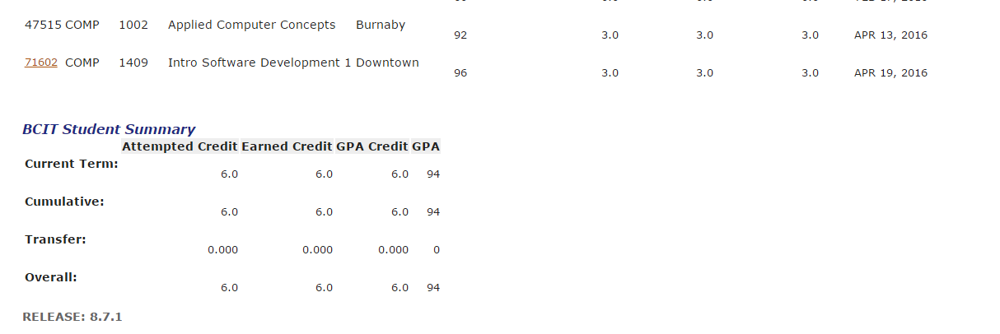 47515 COMP 1002 Applied Computer Concepts Burnaby
92 3.0 3.0 3.0 APR 13, 2016
71602 COMP 1409 Intro Software Development 1 Downtown
96 3.0 3.0 3.0 APR 19, 2016
BCIT Student Summary
Attempted Credit Earned Credit GPA Credit GPA
Current Term:
6.0 6.0 6.0 94
Cumulative:
6.0 6.0 6.0 94
Transfer:
0.000 0.000 0.000 0
Overall:
6.0 6.0 6.0 94
RELEASE: 8.7.1